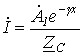 İ = Ȧ₁e^(-γx) / Z_C